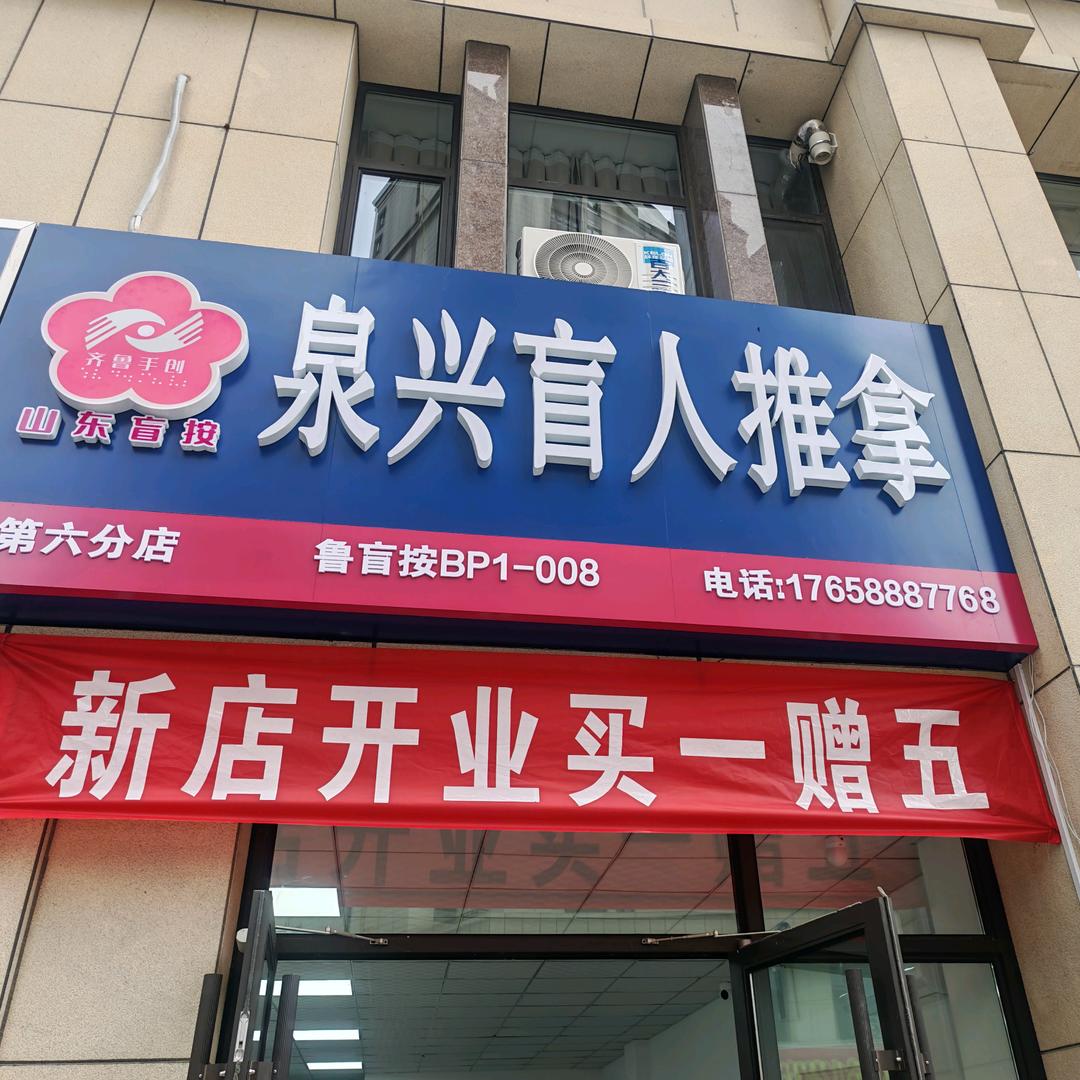 齐鲁手创
山东盲按
泉兴盲人推拿
第六分店
鲁盲按BP1-008
电话:17658887768
新店开业买一赠五